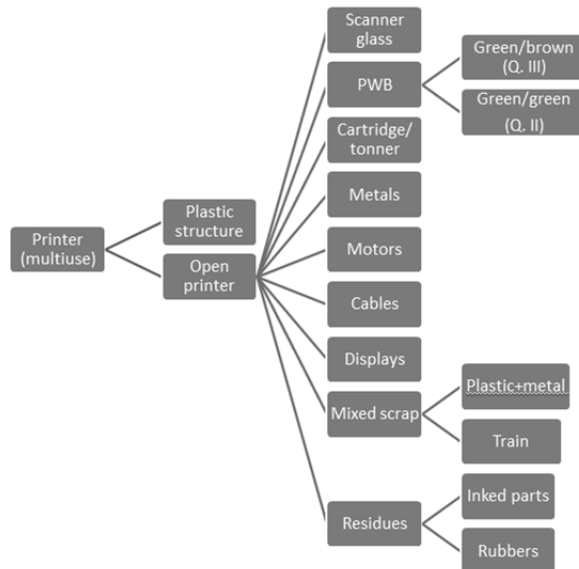 Scanner
glass
PWB
Green/brown
(Q. III)
Green/green
(Q. II)
Cartridge/
tonner
Metals
Plastic
structure
Printer
(multiuse)
Open
printer
Motors
Cables
Displays
Mixed scrap
Plastic+metal
Train
Residues
Inked parts
Rubbers